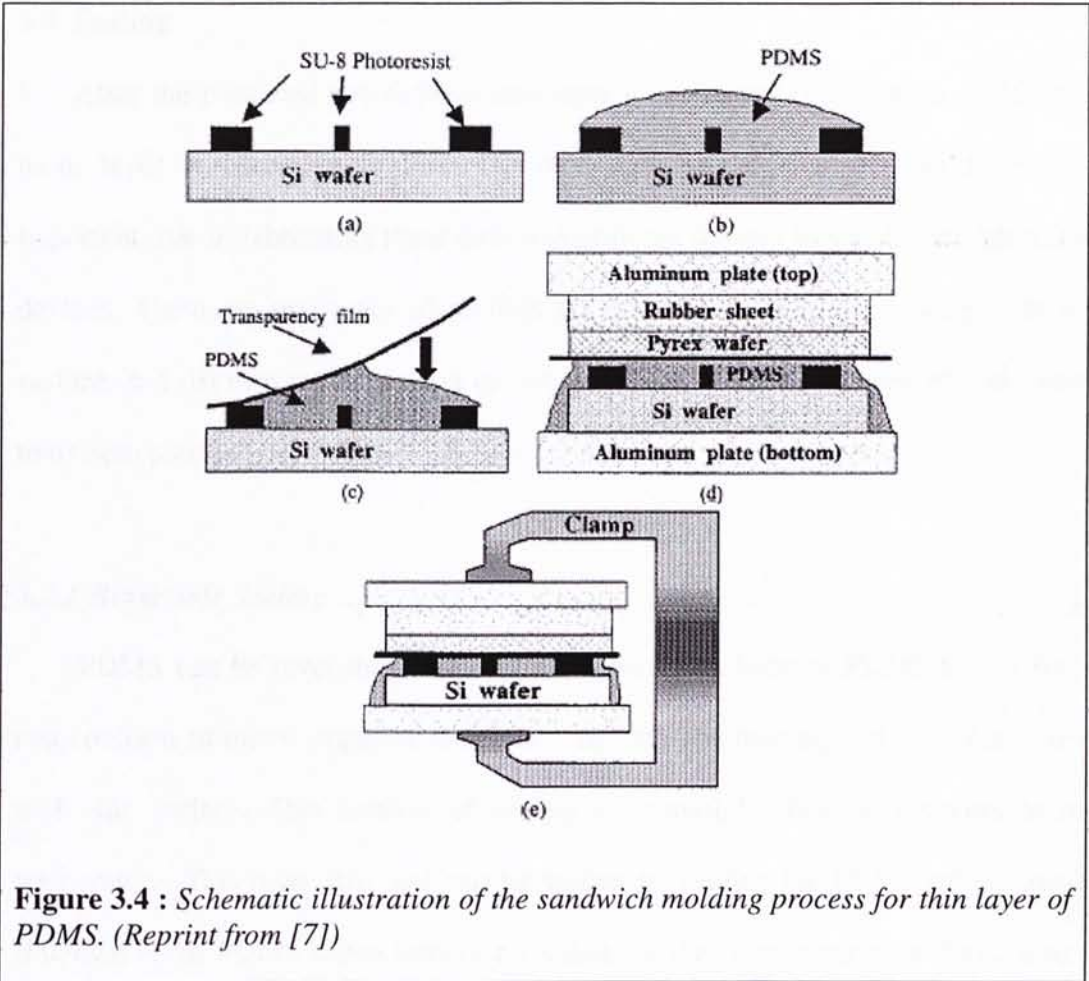 SU-8 Photoresist
Si wafer
(a)
PDMS
Si wafer
(b)
Transparency film
PDMS
Si wafer
(c)
Aluminum plate (top)
Rubber sheet
Pyrex wafer
PDMS
Si wafer
Aluminum plate (bottom)
(d)
Clamp
Si wafer
(e)
Figure 3.4 : Schematic illustration of the sandwich molding process for thin layer of
PDMS. (Reprint from [7])